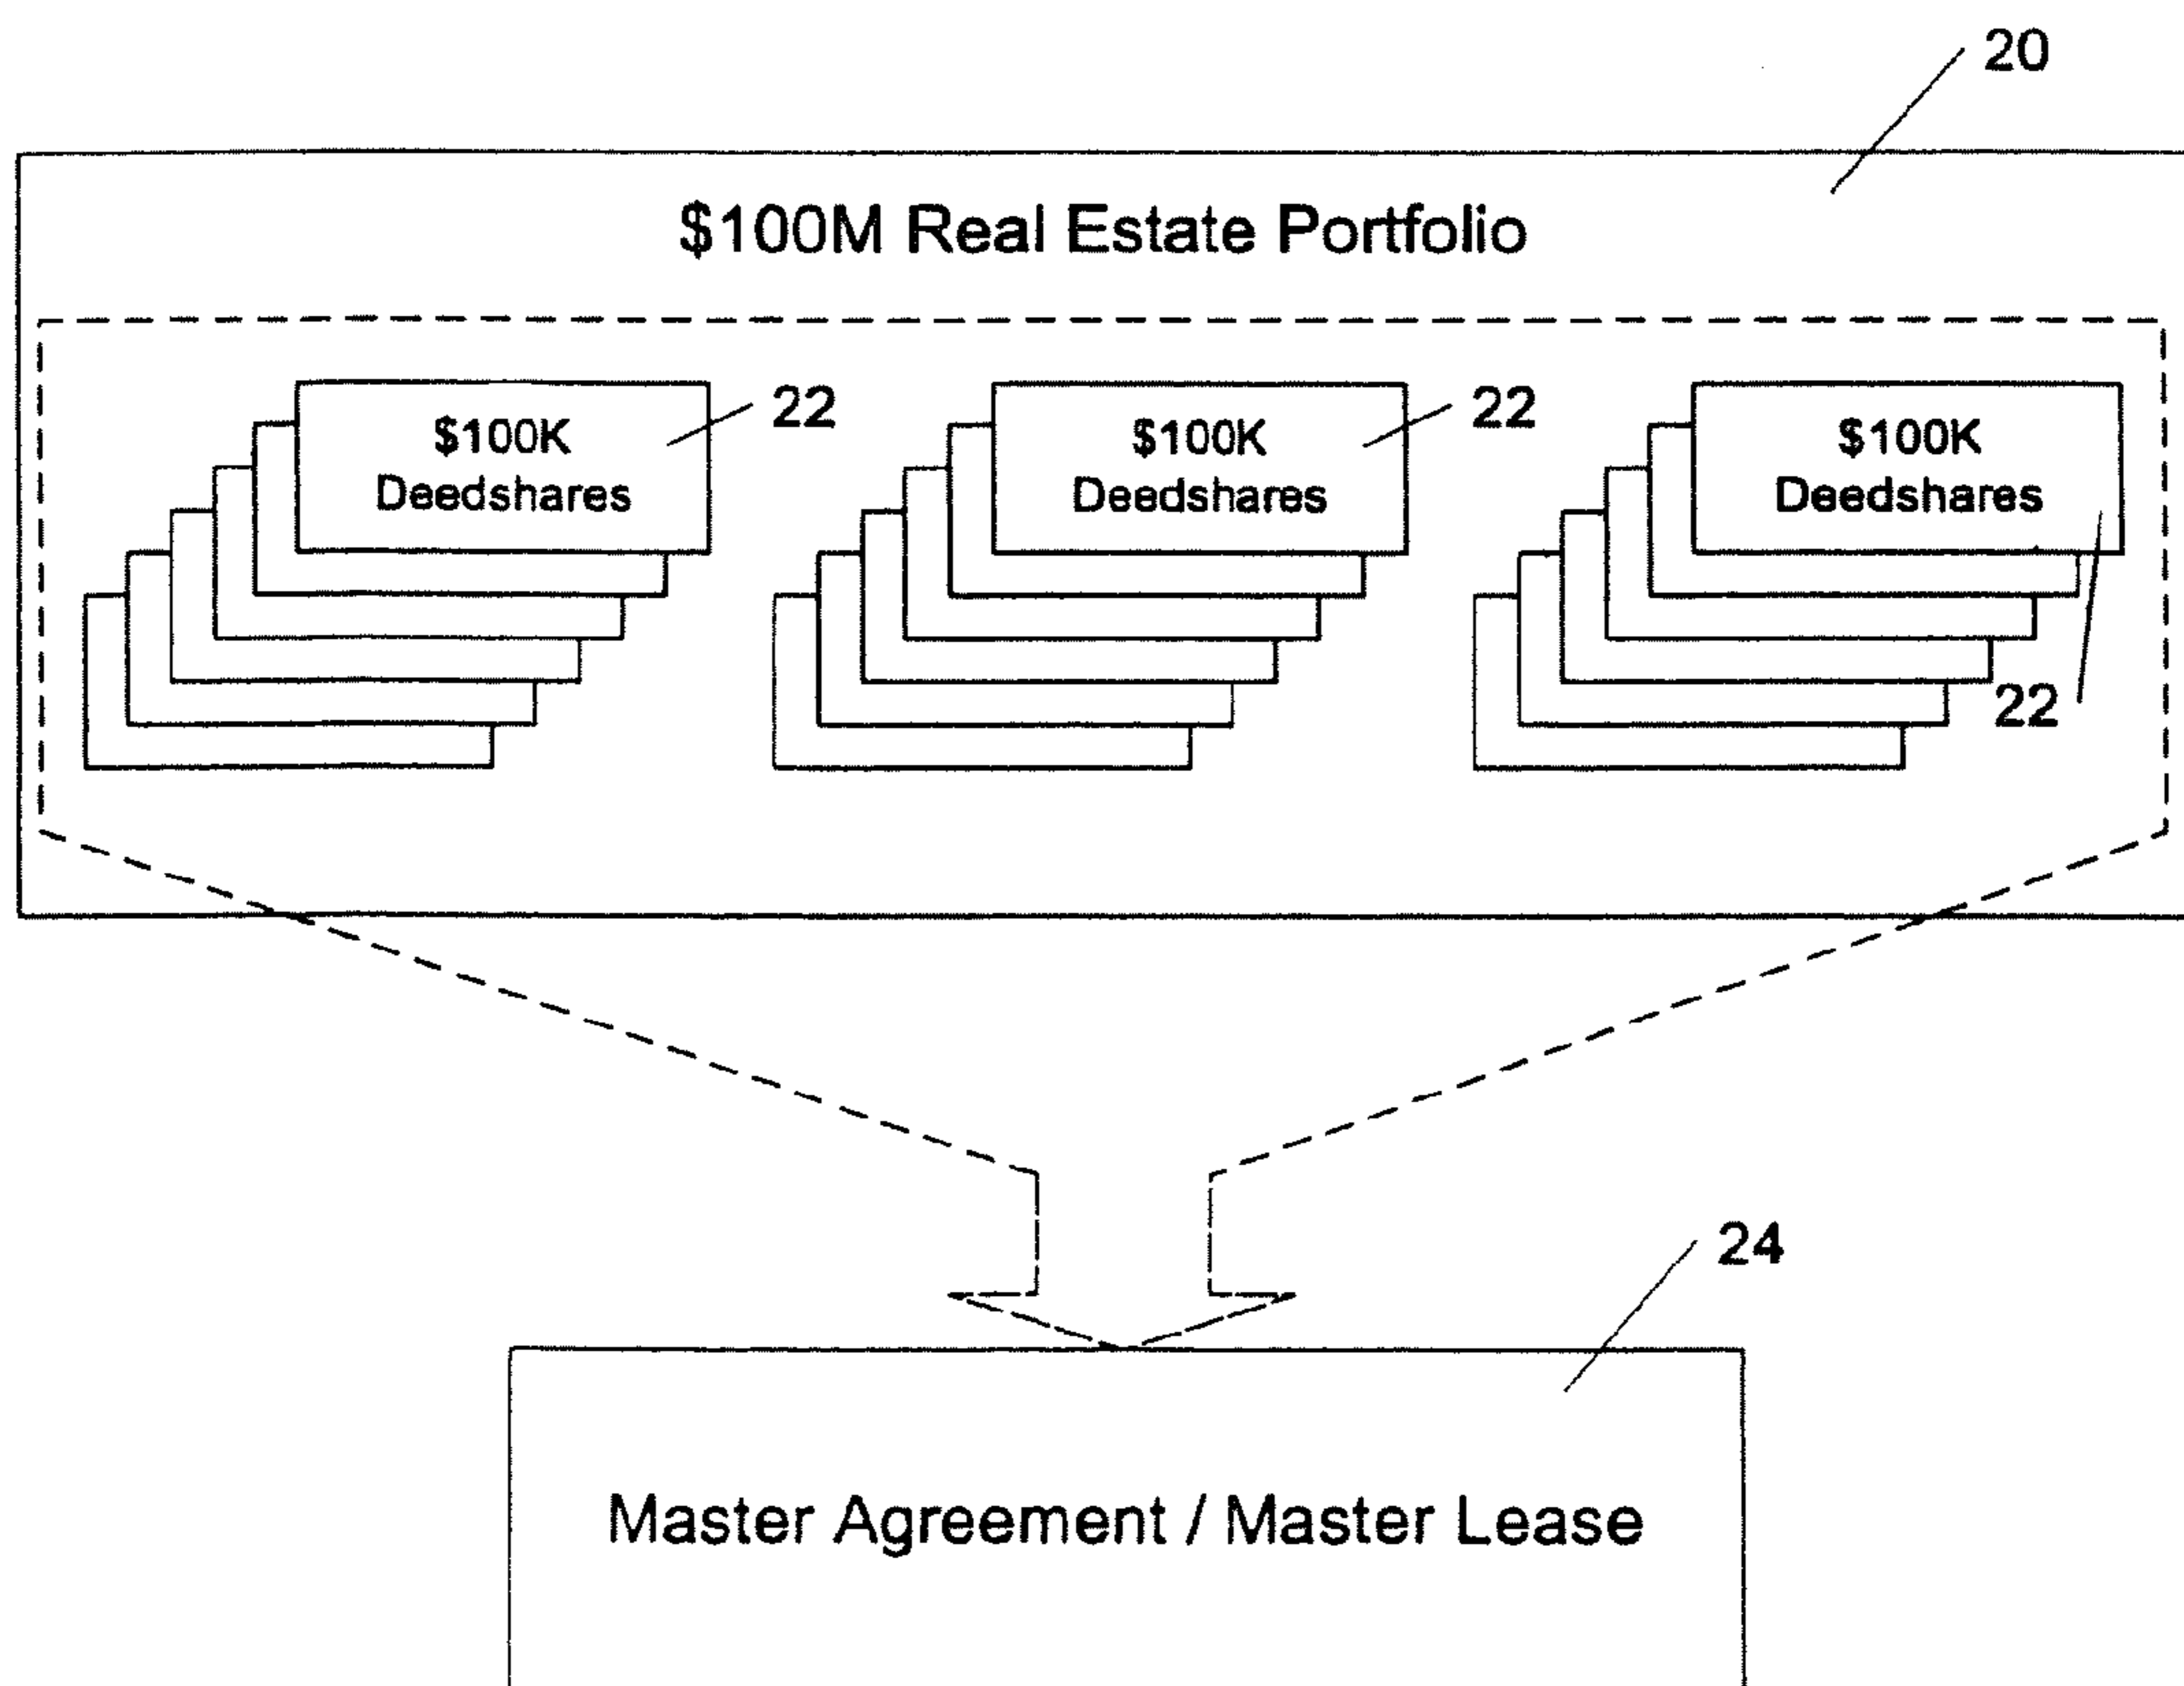 20
$100M Real Estate Portfolio
$100K
Deedshares
22
$100K
Deedshares
22
$100K
Deedshares
22
24
Master Agreement / Master Lease